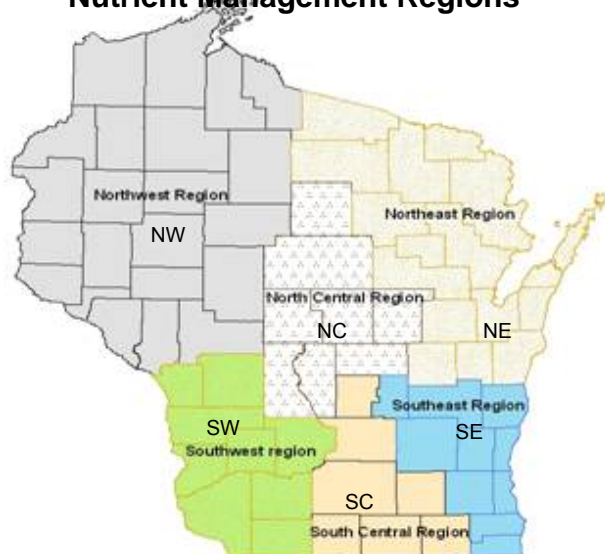 Nutrient Management Regions
Northwest Region
NW
Northeast Region
North Central Region
NC
NE
Southeast Region
SE
SW
Southwest region
SC
South Central Region